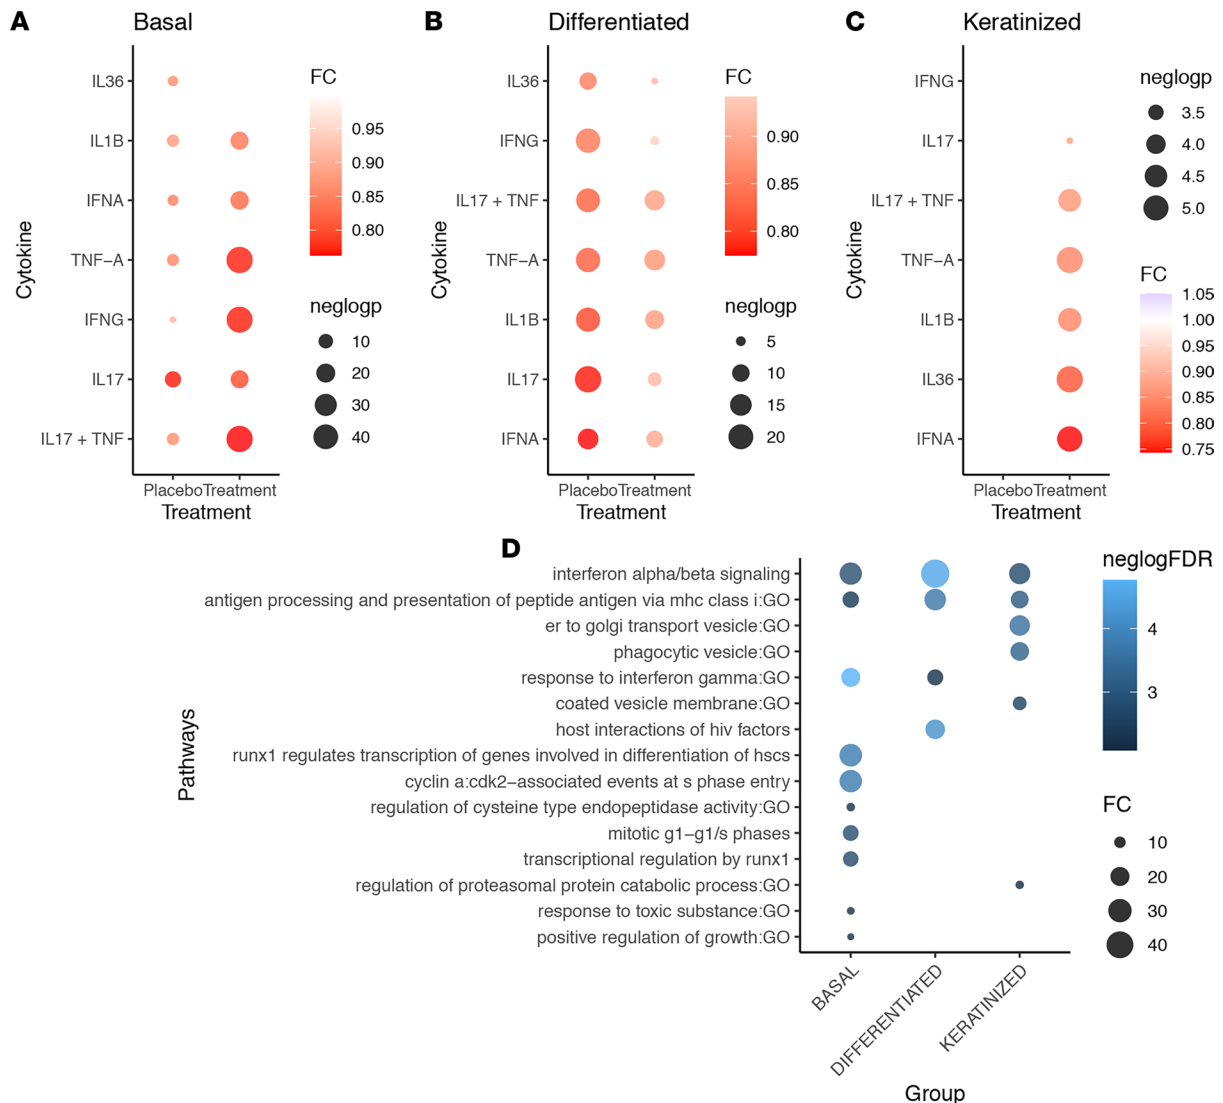 A
Basal
IL36
IL1B
IFNA
TNF−A
IFNG
IL17
IL17 + TNF
Cytokine
PlaceboTreatment
Treatment
FC
0.95
0.90
0.85
0.80
neglogp
10
20
30
40
B
Differentiated
IL36
IFNG
IL17 + TNF
TNF−A
IL1B
IL17
IFNA
Cytokine
PlaceboTreatment
Treatment
FC
0.90
0.85
0.80
neglogp
5
10
15
20
C
Keratinized
IFNG
IL17
IL17 + TNF
TNF−A
IL1B
IL36
IFNA
Cytokine
PlaceboTreatment
Treatment
neglogp
3.5
4.0
4.5
5.0
FC
1.05
1.00
0.95
0.90
0.85
0.80
0.75
D
interferon alpha/beta signaling
antigen processing and presentation of peptide antigen via mhc class i:GO
er to golgi transport vesicle:GO
phagocytic vesicle:GO
response to interferon gamma:GO
coated vesicle membrane:GO
host interactions of hiv factors
runx1 regulates transcription of genes involved in differentiation of hscs
cyclin a:cdk2−associated events at s phase entry
regulation of cysteine type endopeptidase activity:GO
mitotic g1−g1/s phases
transcriptional regulation by runx1
regulation of proteasomal protein catabolic process:GO
response to toxic substance:GO
positive regulation of growth:GO
Pathways
BASAL
DIFFERENTIATED
KERATINIZED
Group
neglogFDR
4
3
FC
10
20
30
40